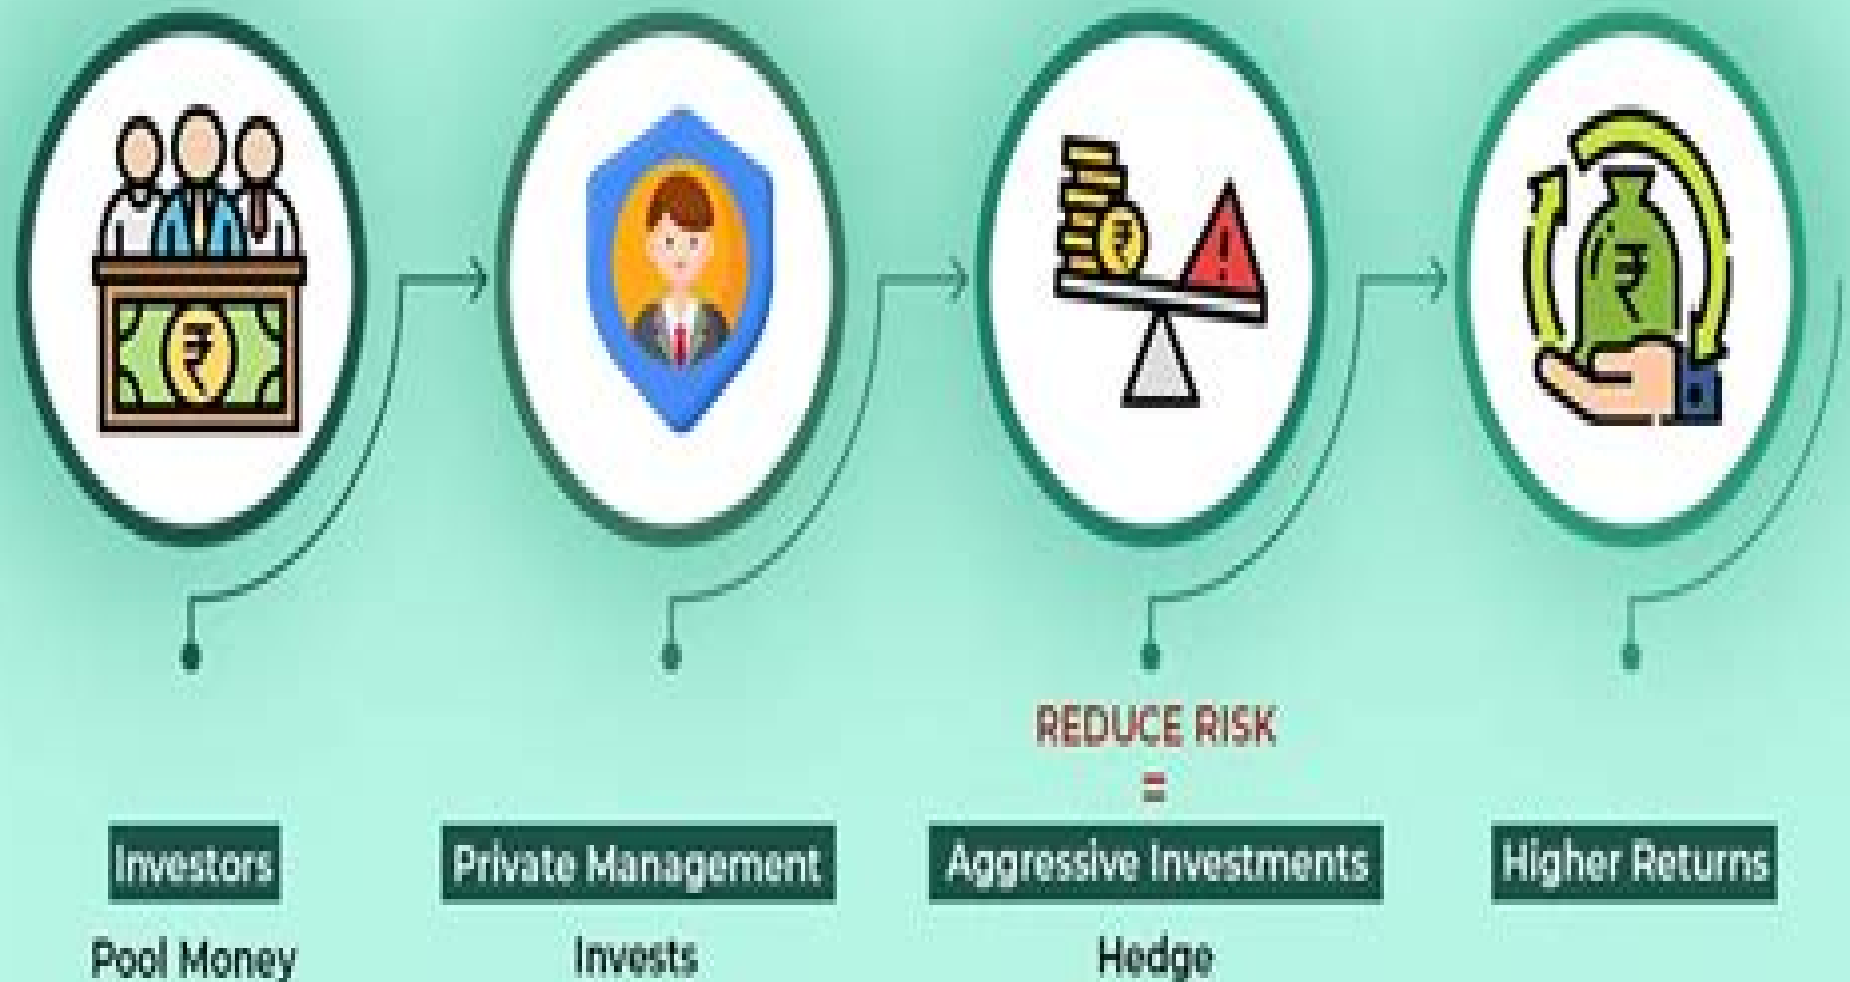 REDUCE RISK
=
Investors
Private Management
Aggressive Investments
Higher Returns
Pool Money
Invests
Hedge
₹
₹
!
₹